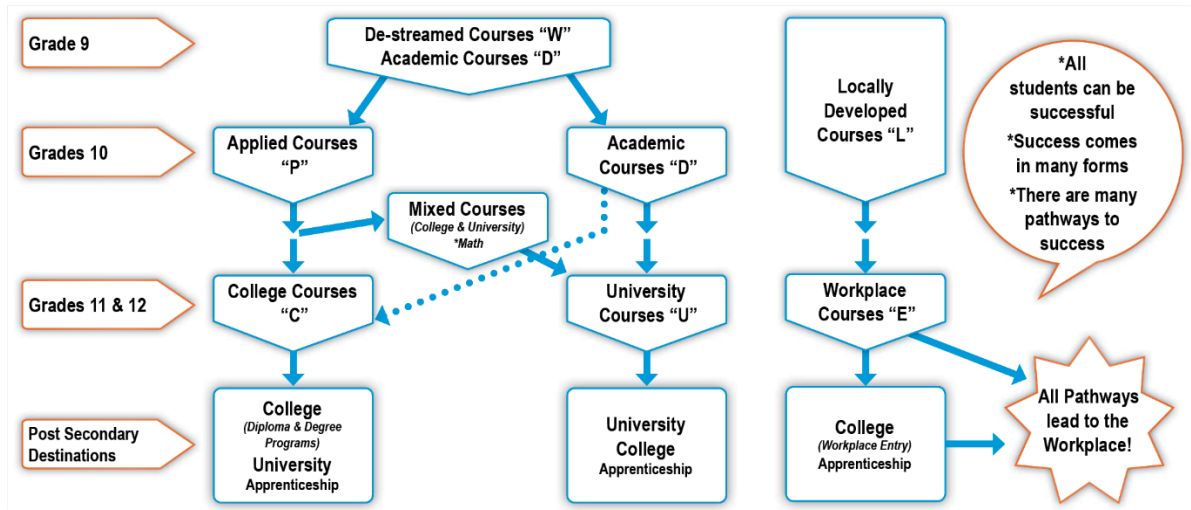 Grade 9
De-streamed Courses “W”
Academic Courses “D”
Locally
Developed
Courses “L”
*All
students can be
successful
*Success comes
in many forms
*There are many
pathways to
success
Grades 10
Applied Courses
“P”
Academic
Courses “D”
Mixed Courses
(College & University)
*Math
Grades 11 & 12
College Courses
“C”
University
Courses “U”
Workplace
Courses “E”
Post Secondary
Destinations
College
(Diploma & Degree
Programs)
University
Apprenticeship
University
College
Apprenticeship
College
(Workplace Entry)
Apprenticeship
All Pathways
lead to the
Workplace!